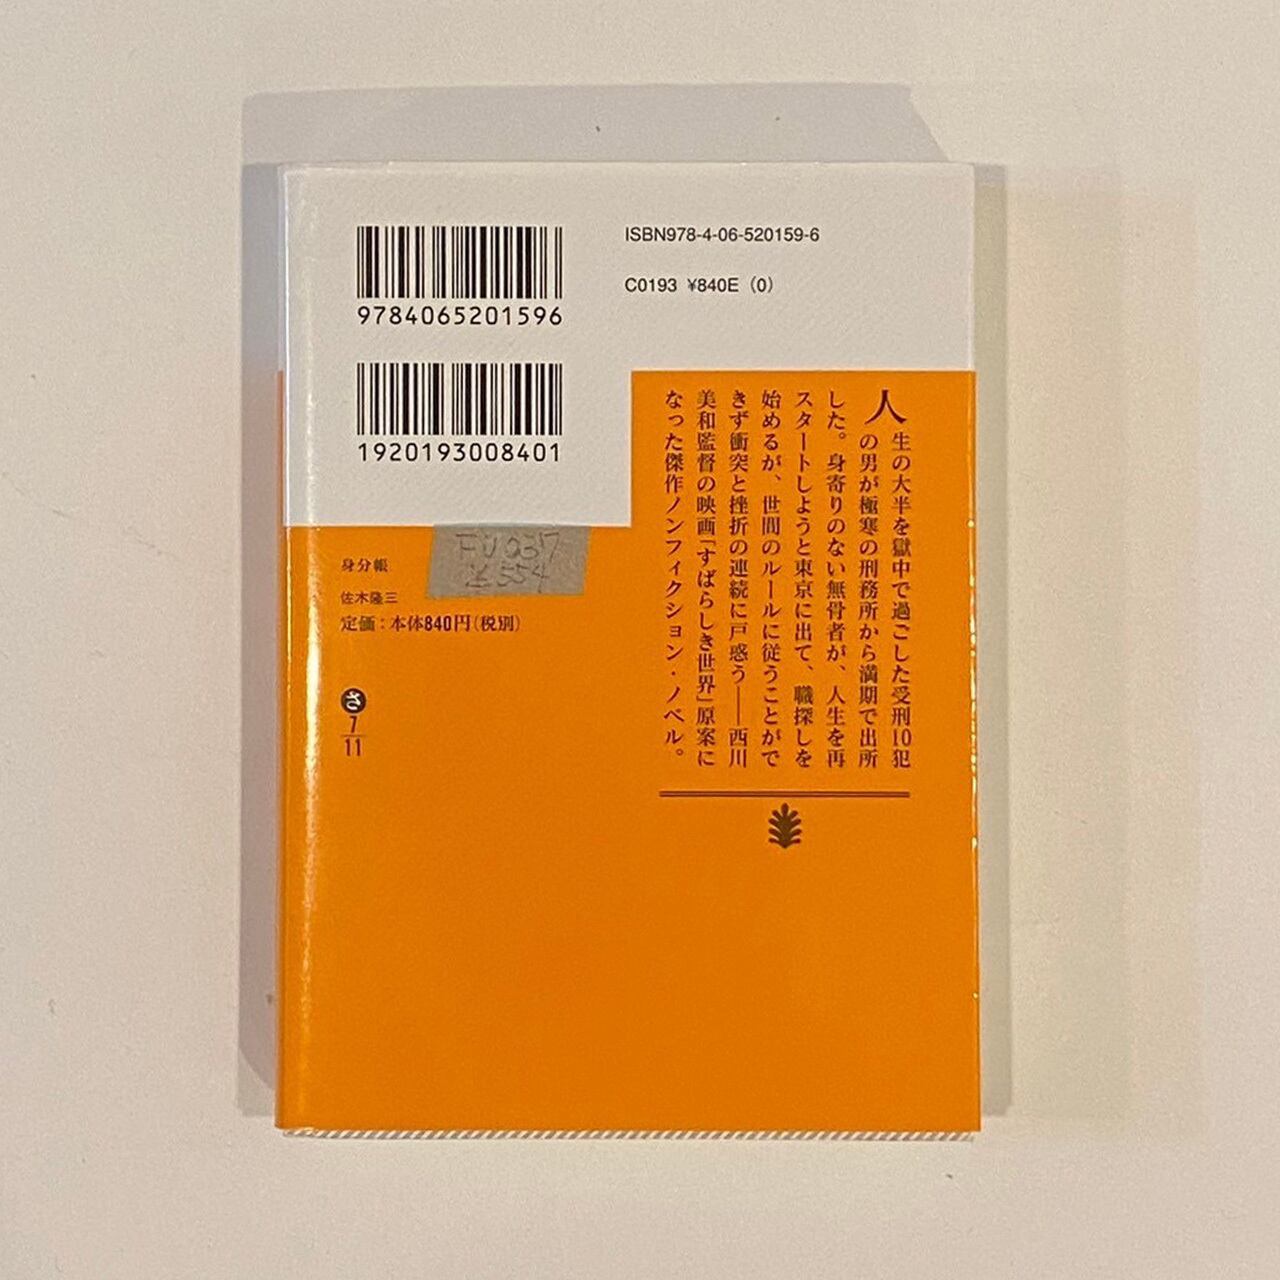 ISBN978-4-06-520159-6
C0193 ¥840E (0)
9784065201596
1920193008401
人生の大半を獄中で過ごした受刑10犯
の男が極寒の刑務所から満期で出所
した。身寄りのない無骨者が、人生を再
スタートしようと東京に出て、職探しを
始めるが、世間のルールに従うことがで
きず衝突と挫折の連続に戸惑う――西川
美和監督の映画「すばらしき世界」原案に
なった傑作ノンフィクション・ノベル。
身分帳
佐木隆三
定価:本体840円(税別)
さ
7
11
¥554